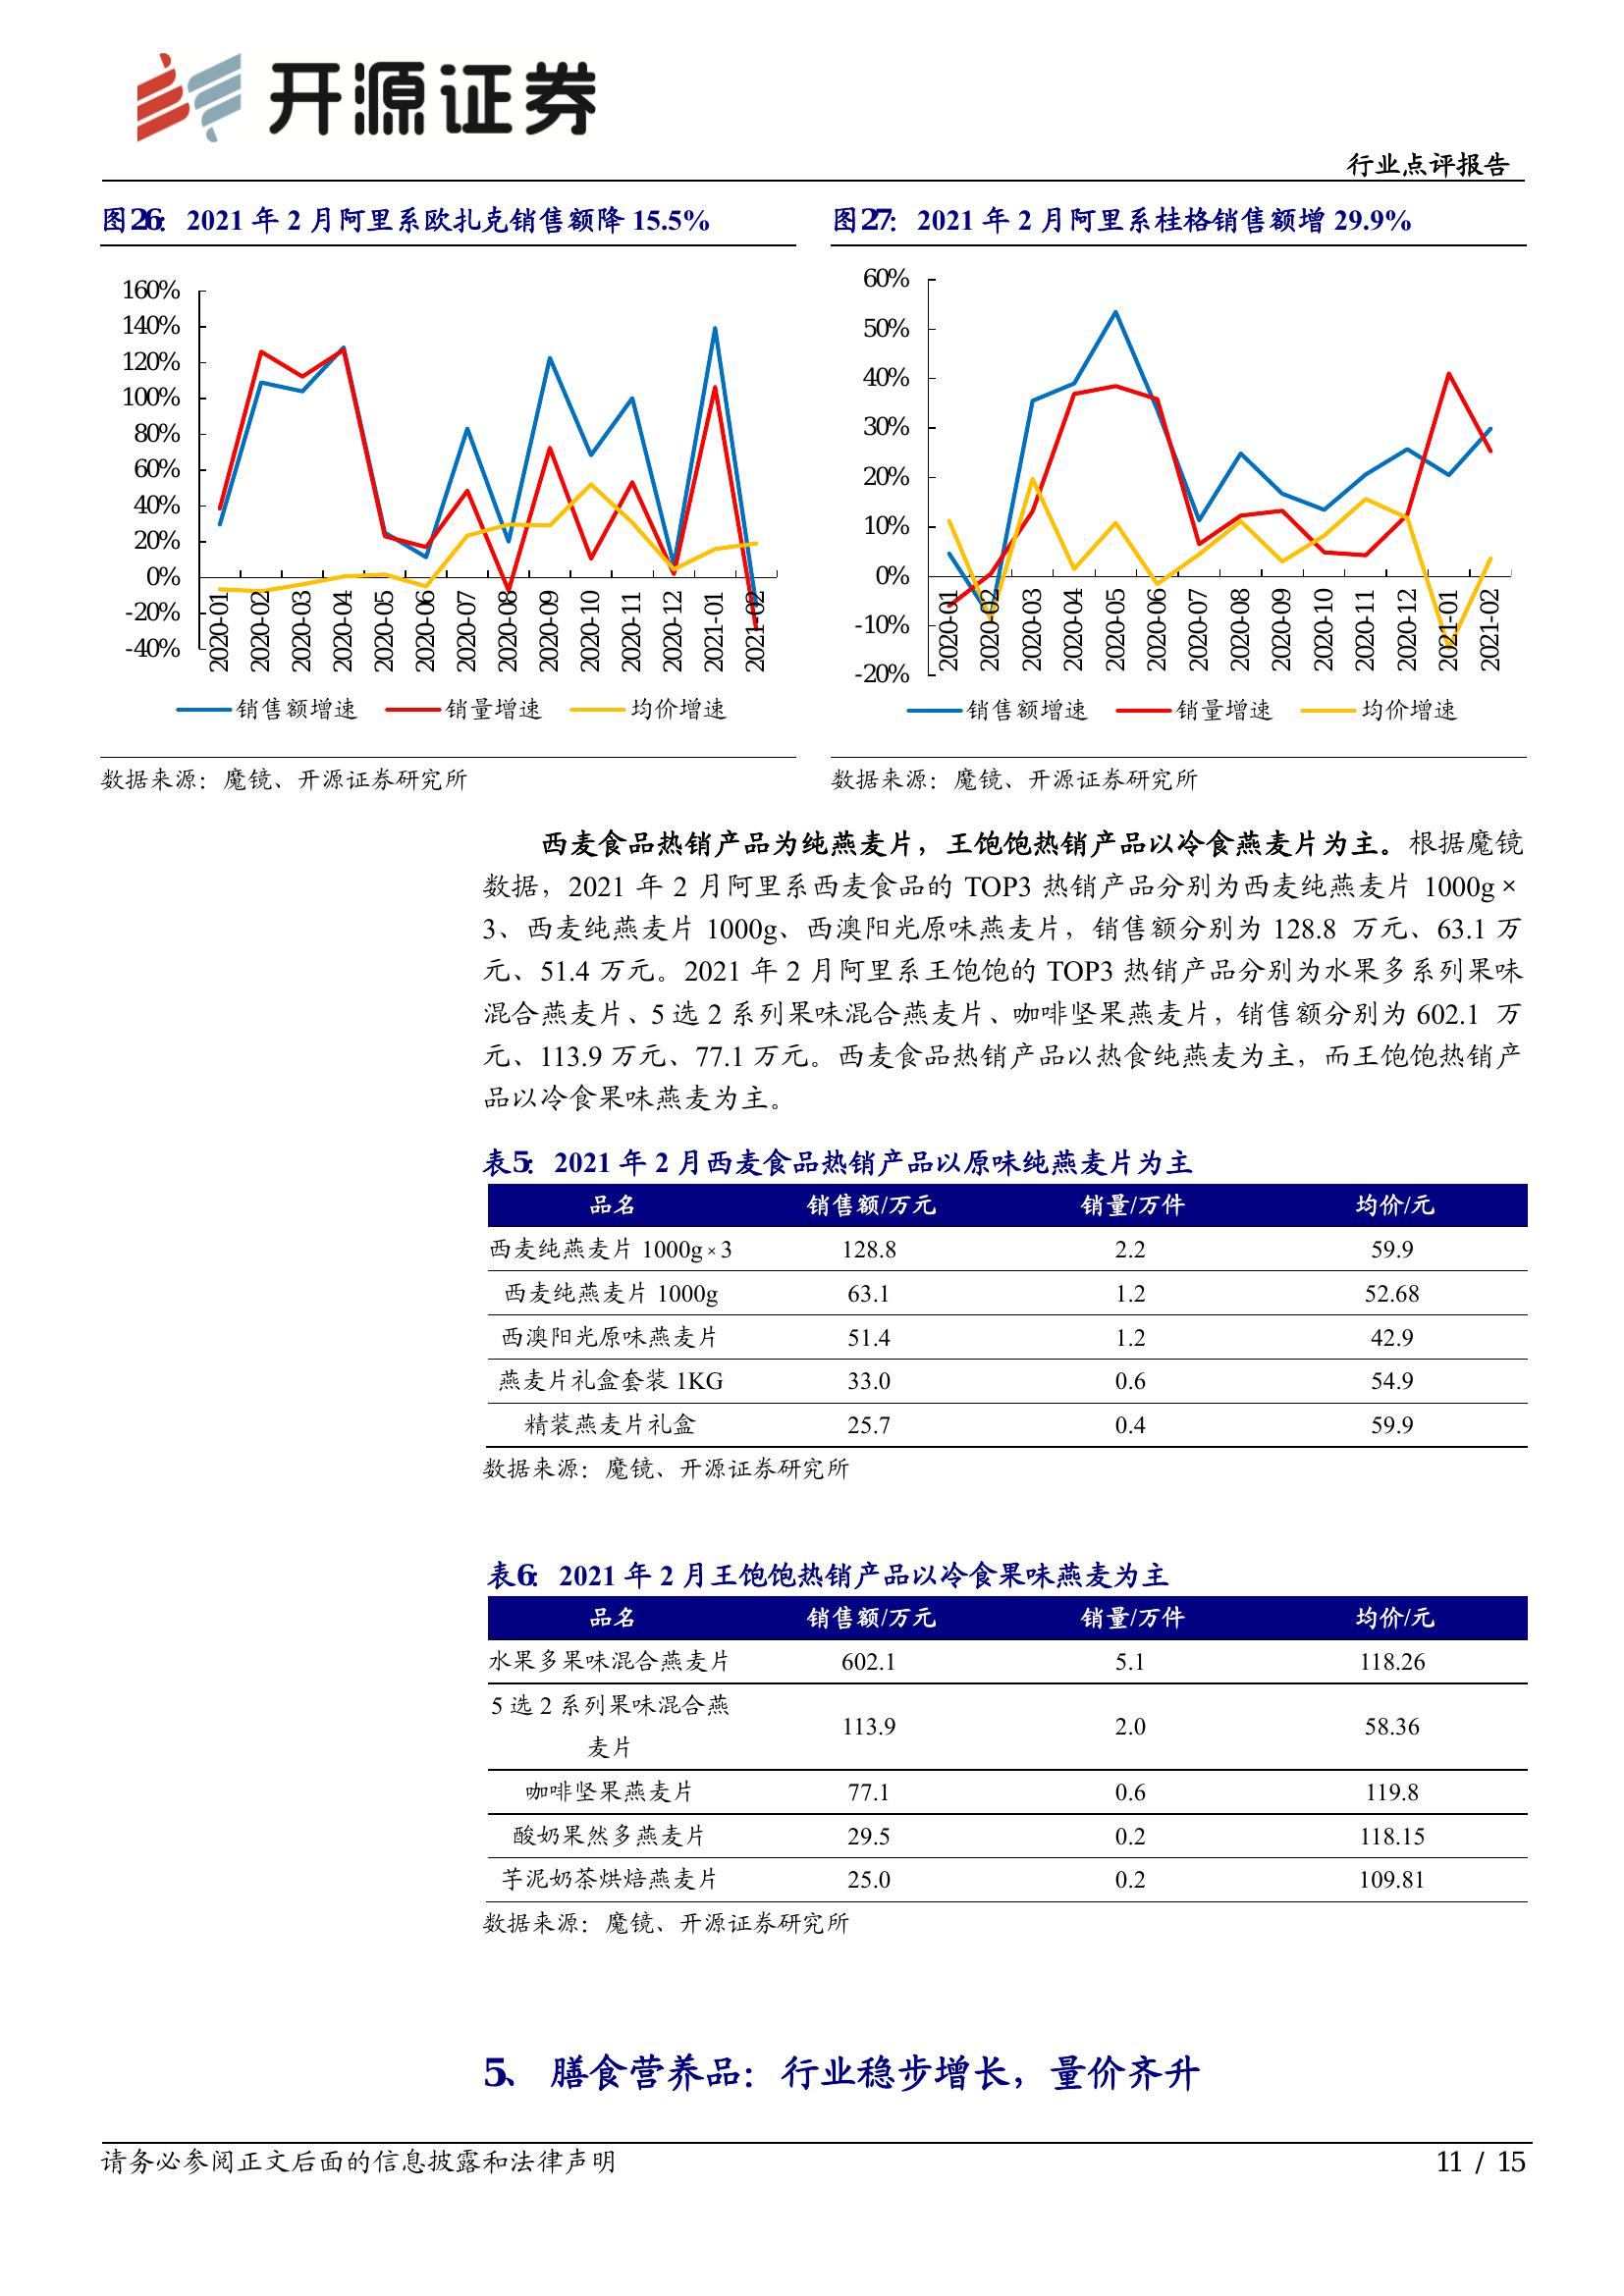 开源证券
行业点评报告
图26： 2021 年 2 月阿里系欧扎克销售额降 15.5%
160%
140%
120%
100%
80%
60%
40%
20%
0%
-20%
-40%
2020-01
2020-02
2020-03
2020-04
2020-05
2020-06
2020-07
2020-08
2020-09
2020-10
2020-11
2020-12
2021-01
2021-02
销售额增速 销量增速 均价增速
数据来源：魔镜、开源证券研究所
图27： 2021 年 2 月阿里系桂格销售额增 29.9%
60%
50%
40%
30%
20%
10%
0%
-10%
-20%
2020-01
2020-02
2020-03
2020-04
2020-05
2020-06
2020-07
2020-08
2020-09
2020-10
2020-11
2020-12
2021-01
2021-02
销售额增速 销量增速 均价增速
数据来源：魔镜、开源证券研究所
西麦食品热销产品为纯燕麦片，王饱饱热销产品以冷食燕麦片为主。根据魔镜
数据，2021 年 2 月阿里系西麦食品的 TOP3 热销产品分别为西麦纯燕麦片 1000g×
3、西麦纯燕麦片 1000g、西澳阳光原味燕麦片，销售额分别为 128.8 万元、63.1 万
元、51.4 万元。2021 年 2 月阿里系王饱饱的 TOP3 热销产品分别为水果多系列果味
混合燕麦片、5 选 2 系列果味混合燕麦片、咖啡坚果燕麦片，销售额分别为 602.1 万
元、113.9 万元、77.1 万元。西麦食品热销产品以热食纯燕麦为主，而王饱饱热销产
品以冷食果味燕麦为主。
表5： 2021 年 2 月西麦食品热销产品以原味纯燕麦片为主
品名 销售额/万元 销量/万件 均价/元
西麦纯燕麦片 1000g×3 128.8 2.2 59.9
西麦纯燕麦片 1000g 63.1 1.2 52.68
西澳阳光原味燕麦片 51.4 1.2 42.9
燕麦片礼盒套装 1KG 33.0 0.6 54.9
精装燕麦片礼盒 25.7 0.4 59.9
数据来源：魔镜、开源证券研究所
表6： 2021 年 2 月王饱饱热销产品以冷食果味燕麦为主
品名 销售额/万元 销量/万件 均价/元
水果多果味混合燕麦片 602.1 5.1 118.26
5 选 2 系列果味混合燕
麦片 113.9 2.0 58.36
咖啡坚果燕麦片 77.1 0.6 119.8
酸奶果然多燕麦片 29.5 0.2 118.15
芋泥奶茶烘焙燕麦片 25.0 0.2 109.81
数据来源：魔镜、开源证券研究所
5、 膳食营养品：行业稳步增长，量价齐升
请务必参阅正文后面的信息披露和法律声明
11 / 15